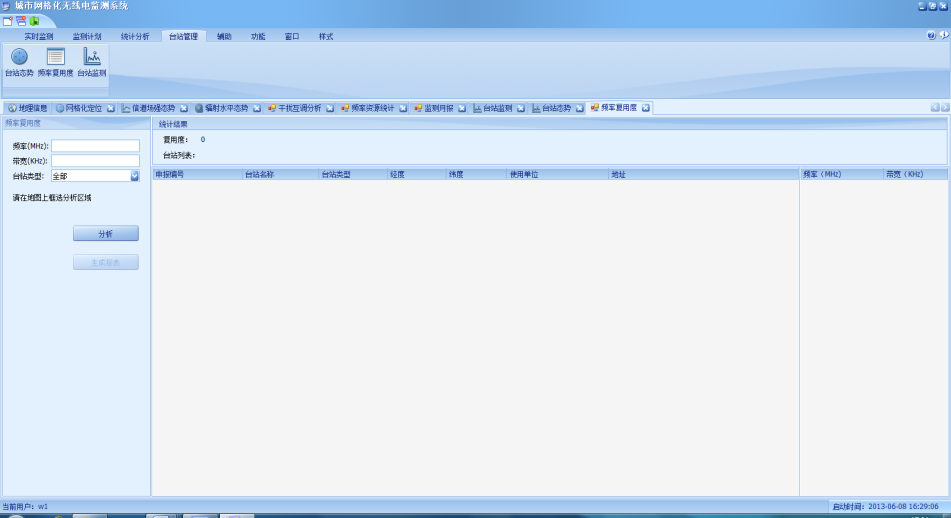 城市网格化无线电监测系统
实时监测 监测计划 统计分析 台站管理 辅助 功能 窗口 样式
台站态势 频率复用度 台站监测
地理信息 网格化定位 信道场强态势 辐射水平态势 干扰互调分析 频率资源统计 监测月报 台站监测 台站态势 频率复用度
频率复用度
统计结果
频率(MHz):
复用度: 0
带宽(KHz):
台站列表:
台站类型: 全部
申报编号 台站名称 台站类型 经度 纬度 使用单位 地址 频率(MHz) 带宽(KHz)
请在地图上框选分析区域
分析
生成报表
当前用户: w1
启动时间: 2013-06-08 16:29:06